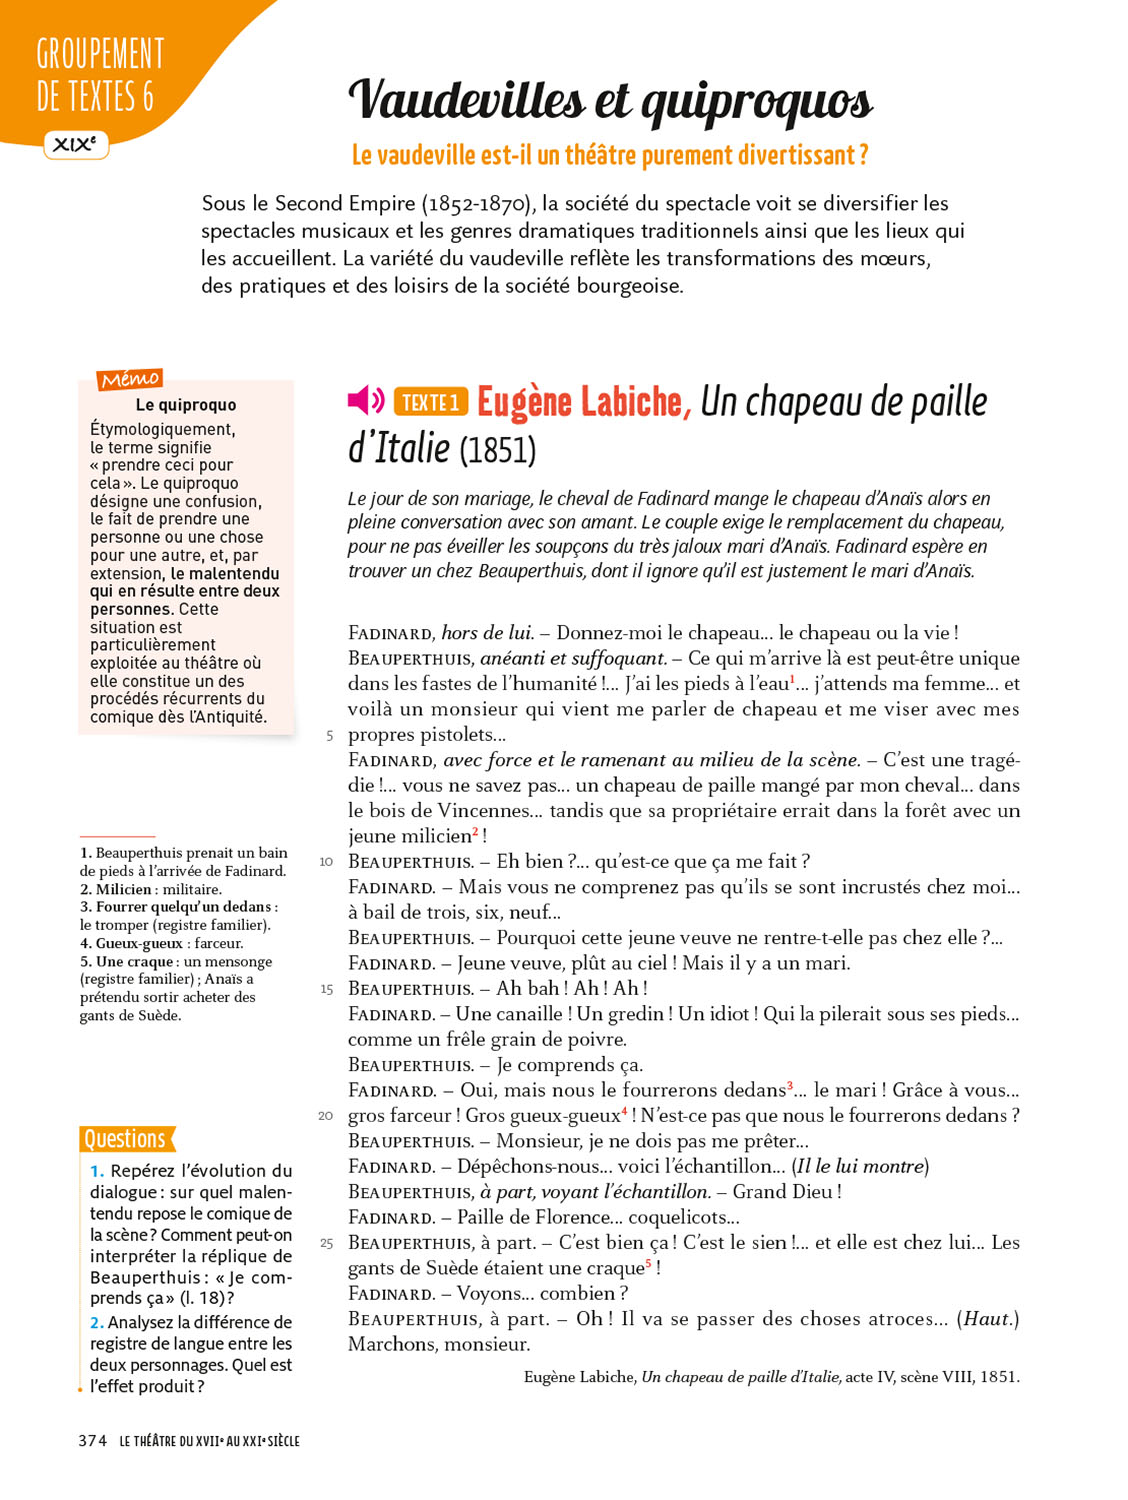 GROUPEMENT
DE TEXTES 6
XIXe
Vaudevilles et quiproquos
Le vaudeville est-il un théâtre purement divertissant ?
Sous le Second Empire (1852-1870), la société du spectacle voit se diversifier les
spectacles musicaux et les genres dramatiques traditionnels ainsi que les lieux qui
les accueillent. La variété du vaudeville reflète les transformations des mœurs,
des pratiques et des loisirs de la société bourgeoise.
Mémo
Le quiproquo
Étymologiquement,
le terme signifie
« prendre ceci pour
cela ». Le quiproquo
désigne une confusion,
le fait de prendre une
personne ou une chose
pour une autre, et, par
extension, le malentendu
qui en résulte entre deux
personnes. Cette
situation est
particulièrement
exploitée au théâtre où
elle constitue un des
procédés récurrents du
comique dès l'Antiquité.
1. Beauperthuis prenait un bain
de pieds à l'arrivée de Fadinard.
2. Milicien : militaire.
3. Fourrer quelqu'un dedans :
le tromper (registre familier).
4. Gueux-gueux : farceur.
5. Une craque : un mensonge
(registre familier) ; Anaïs a
prétendu sortir acheter des
gants de Suède.
Questions
1. Repérez l'évolution du
dialogue : sur quel malen-
tendu repose le comique de
la scène ? Comment peut-on
interpréter la réplique de
Beauperthuis : « Je com-
prends ça » (l. 18) ?
2. Analysez la différence de
registre de langue entre les
deux personnages. Quel est
l'effet produit ?
TEXTE 1 Eugène Labiche, Un chapeau de paille
d'Italie (1851)
Le jour de son mariage, le cheval de Fadinard mange le chapeau d'Anaïs alors en
pleine conversation avec son amant. Le couple exige le remplacement du chapeau,
pour ne pas éveiller les soupçons du très jaloux mari d'Anaïs. Fadinard espère en
trouver un chez Beauperthuis, dont il ignore qu'il est justement le mari d'Anaïs.
FADINARD, hors de lui. – Donnez-moi le chapeau... le chapeau ou la vie !
BEAUPERTHUIS, anéanti et suffoquant. – Ce qui m'arrive là est peut-être unique
dans les fastes de l'humanité !... J'ai les pieds à l'eau1... j'attends ma femme... et
voilà un monsieur qui vient me parler de chapeau et me viser avec mes
5 propres pistolets...
FADINARD, avec force et le ramenant au milieu de la scène. – C'est une tragé-
die !... vous ne savez pas... un chapeau de paille mangé par mon cheval... dans
le bois de Vincennes... tandis que sa propriétaire errait dans la forêt avec un
jeune milicien2 !
10 BEAUPERTHUIS. – Eh bien ?... qu'est-ce que ça me fait ?
FADINARD. – Mais vous ne comprenez pas qu'ils se sont incrustés chez moi...
à bail de trois, six, neuf...
BEAUPERTHUIS. – Pourquoi cette jeune veuve ne rentre-t-elle pas chez elle ?...
FADINARD. – Jeune veuve, plût au ciel ! Mais il y a un mari.
15 BEAUPERTHUIS. – Ah bah ! Ah ! Ah !
FADINARD. – Une canaille ! Un gredin ! Un idiot ! Qui la pilerait sous ses pieds...
comme un frêle grain de poivre.
BEAUPERTHUIS. – Je comprends ça.
FADINARD. – Oui, mais nous le fourrerons dedans3... le mari ! Grâce à vous...
20 gros farceur ! Gros gueux-gueux4 ! N'est-ce pas que nous le fourrerons dedans ?
BEAUPERTHUIS. – Monsieur, je ne dois pas me prêter...
FADINARD. – Dépêchons-nous... voici l'échantillon... (Il le lui montre)
BEAUPERTHUIS, à part, voyant l'échantillon. – Grand Dieu !
FADINARD. – Paille de Florence... coquelicots...
25 BEAUPERTHUIS, à part. – C'est bien ça ! C'est le sien !... et elle est chez lui... Les
gants de Suède étaient une craque5 !
FADINARD. – Voyons... combien ?
BEAUPERTHUIS, à part. – Oh ! Il va se passer des choses atroces... (Haut.)
Marchons, monsieur.
Eugène Labiche, Un chapeau de paille d'Italie, acte IV, scène VIII, 1851.
374 LE THÉÂTRE DU XVIIe AU XXIe SIÈCLE